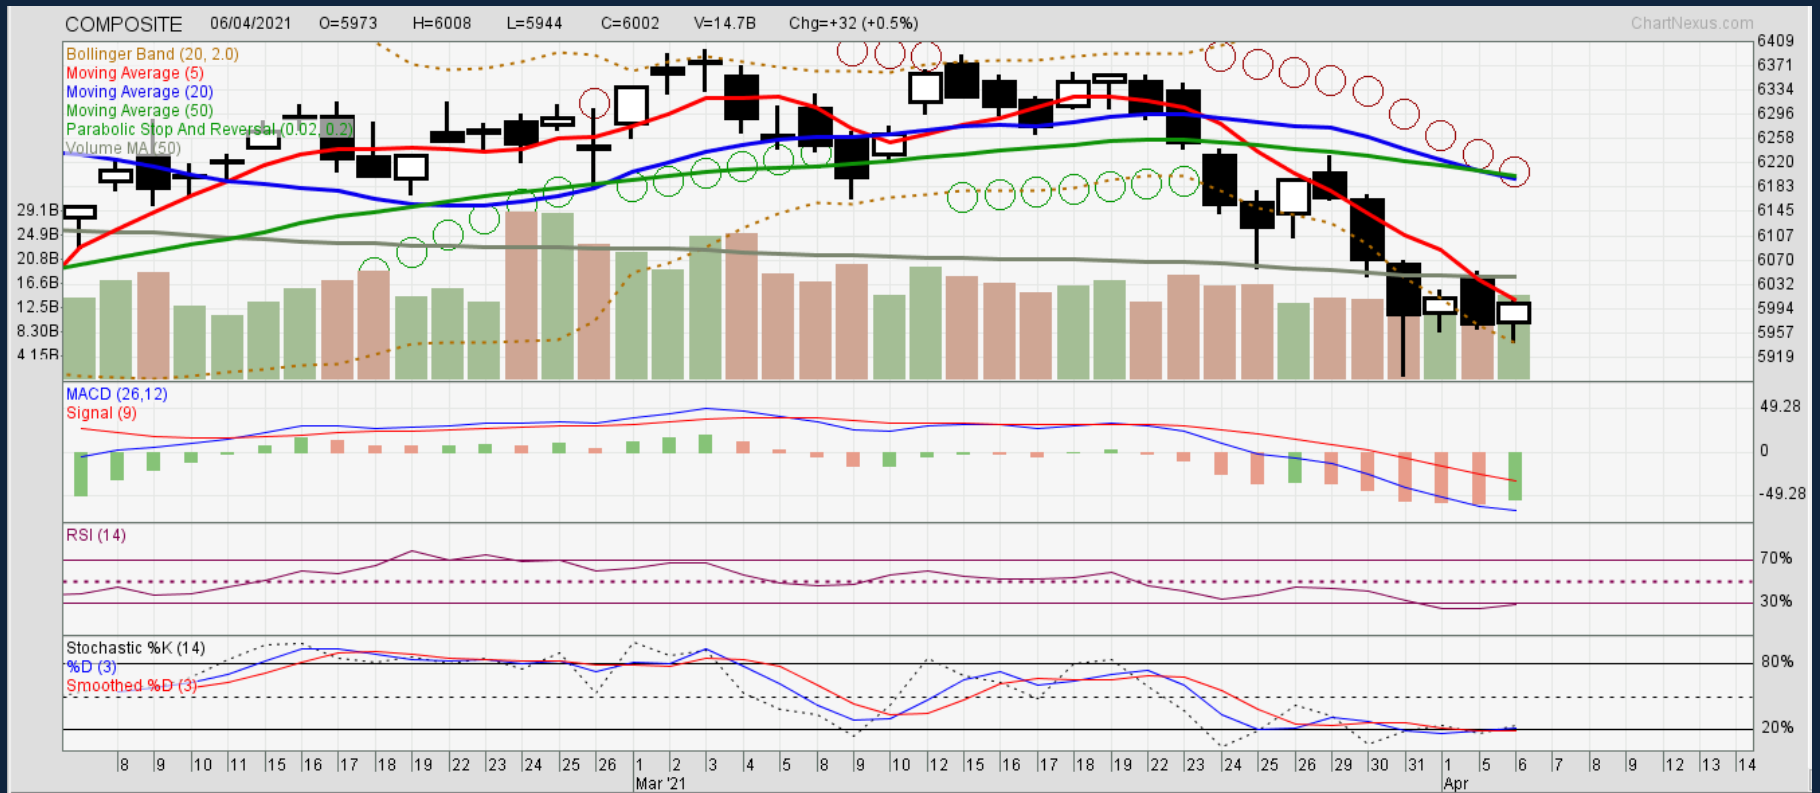 COMPOSITE 06/04/2021 O=5973 H=6008 L=5944 C=6002 V=14.7B Chg=+32 (+0.5%) ChartNexus.com
Bollinger Band (20, 2.0)
Moving Average (5)
Moving Average (20)
Moving Average (50)
Parabolic Stop And Reversal (0.02, 0.2)
Volume MA (50)
29.1B
24.9B
20.8B
16.6B
12.5B
8.30B
4.15B
6409
6371
6334
6296
6258
6220
6183
6145
6107
6070
6032
5994
5957
5919
MACD (26,12)
Signal (9)
49.28
0
-49.28
RSI (14)
70%
30%
Stochastic %K (14)
%D (3)
Smoothed %D (3)
80%
20%
8 9 10 11 15 16 17 18 19 22 23 24 25 26 1 2 3 4 5 8 9 10 12 15 16 17 18 19 22 23 24 25 26 29 30 31 1 5 6 7 8 9 12 13 14
Mar '21 Apr